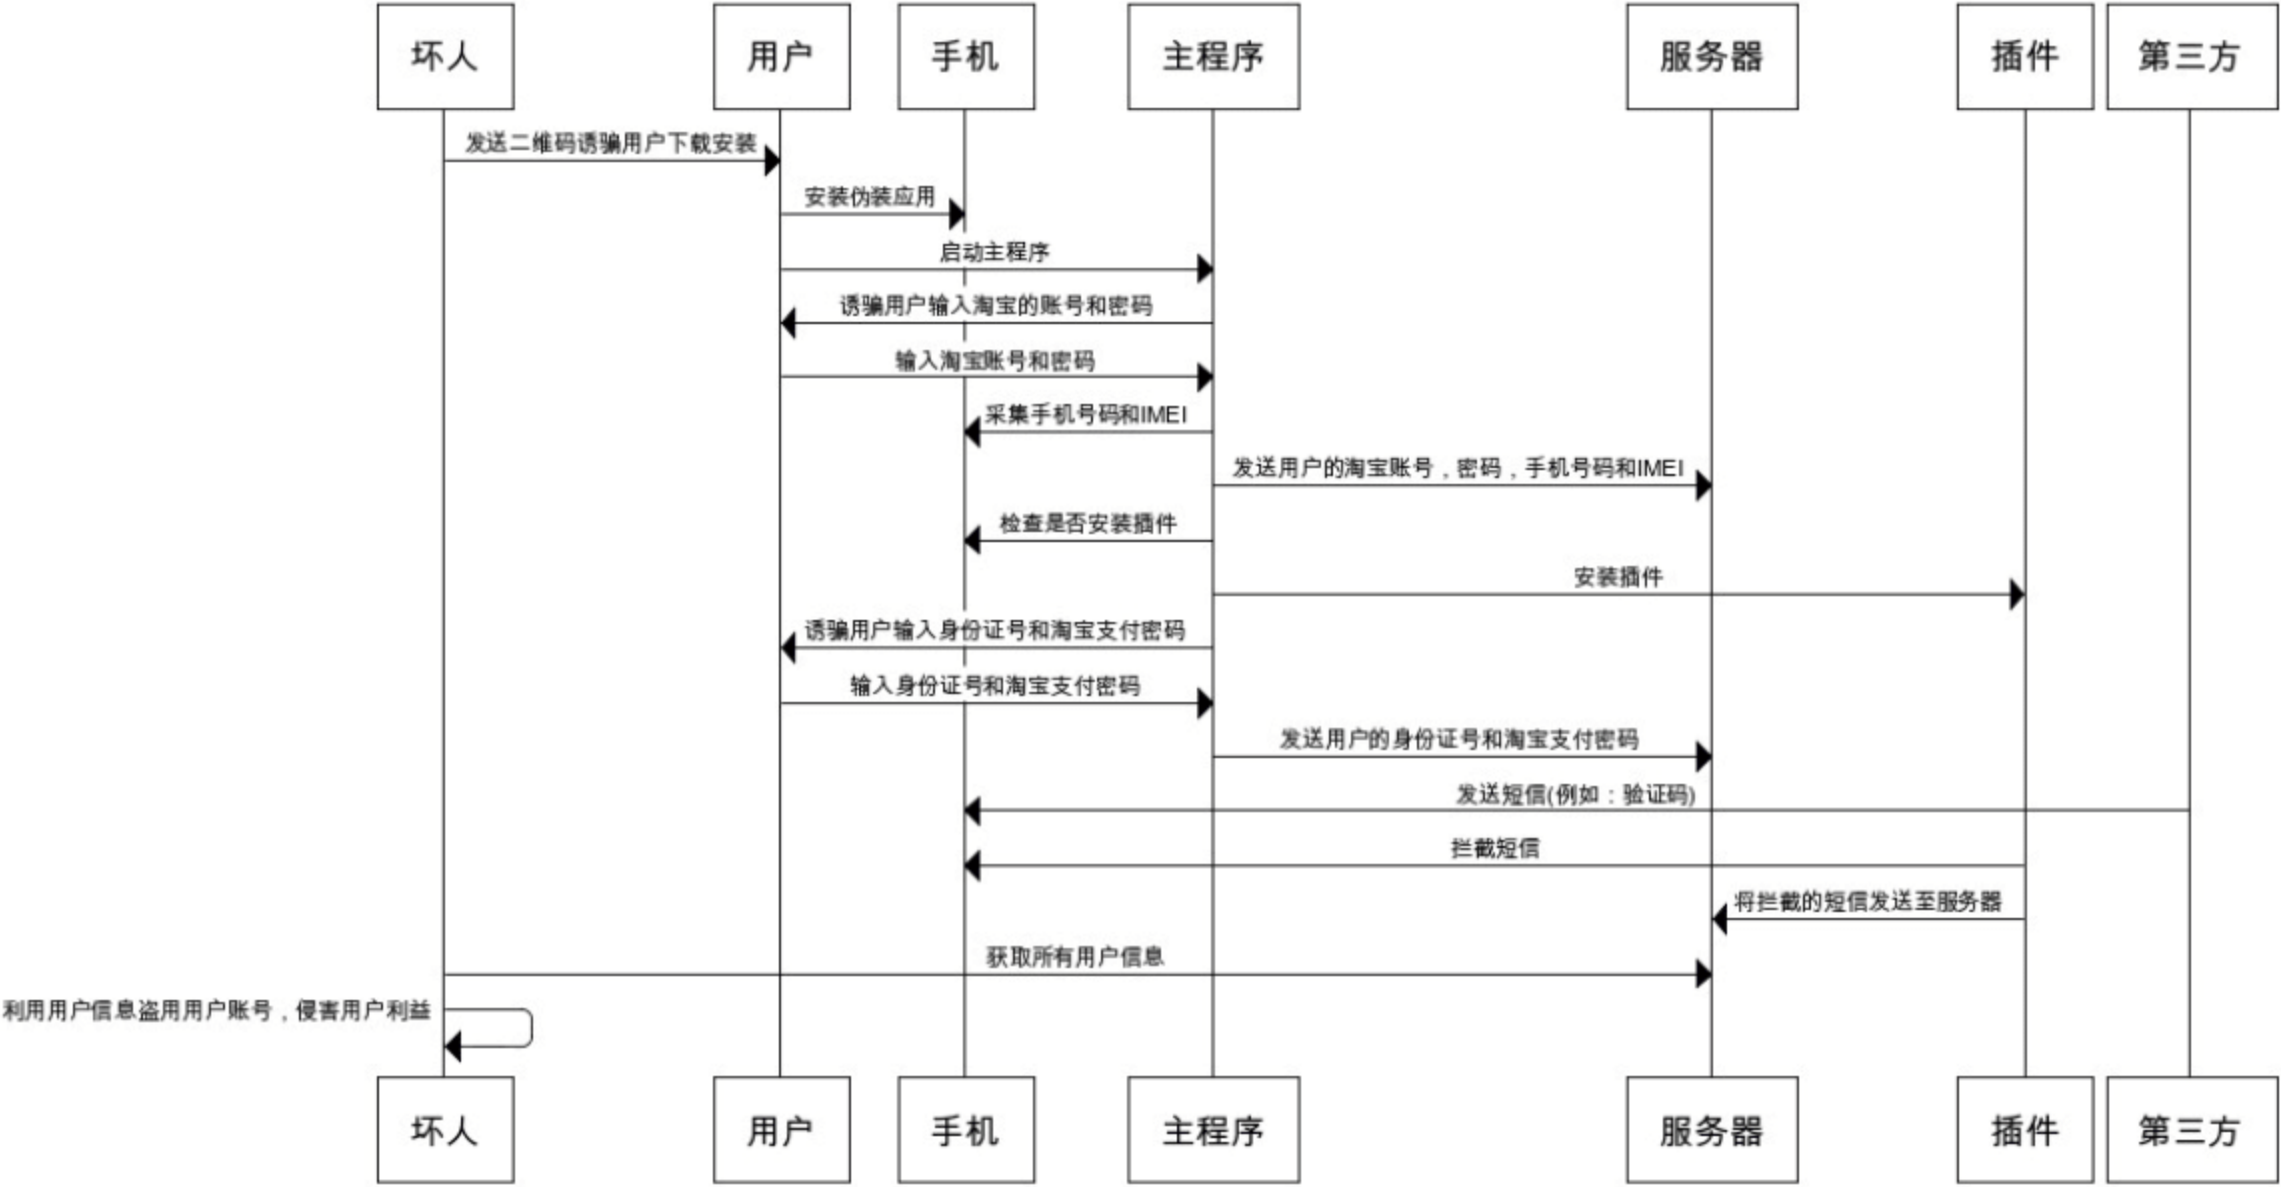 坏人
用户
手机
主程序
服务器
插件
第三方
发送二维码诱骗用户下载安装
安装伪装应用
启动主程序
诱骗用户输入淘宝的账号和密码
输入淘宝账号和密码
采集手机号码和IMEI
发送用户的淘宝账号，密码，手机号码和IMEI
检查是否安装插件
安装插件
诱骗用户输入身份证号和淘宝支付密码
输入身份证号和淘宝支付密码
发送用户的身份证号和淘宝支付密码
发送短信(例如：验证码)
拦截短信
将拦截的短信发送至服务器
获取所有用户信息
利用用户信息盗用用户账号，侵害用户利益
坏人
用户
手机
主程序
服务器
插件
第三方